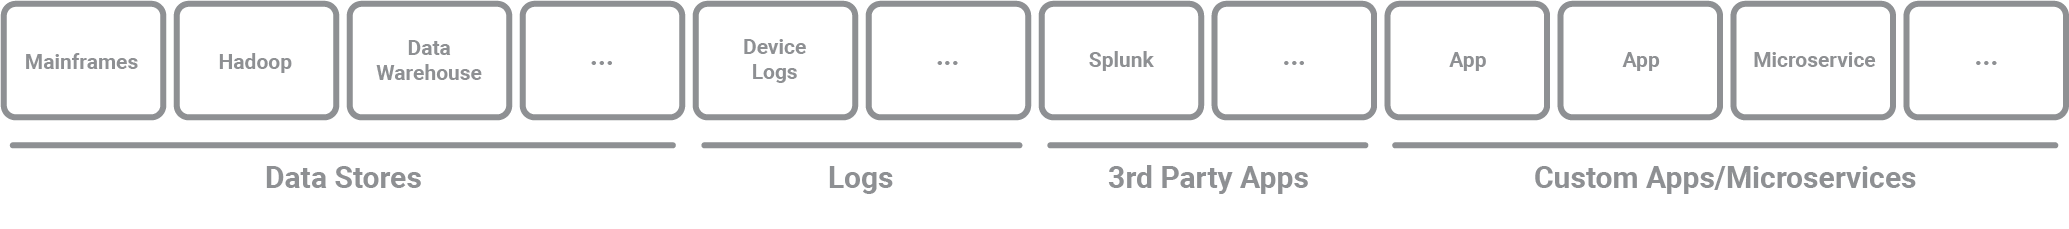 Mainframes
Hadoop
Data
Warehouse
...
Device
Logs
...
Splunk
...
App
App
Microservice
...
Data Stores
Logs
3rd Party Apps
Custom Apps/Microservices